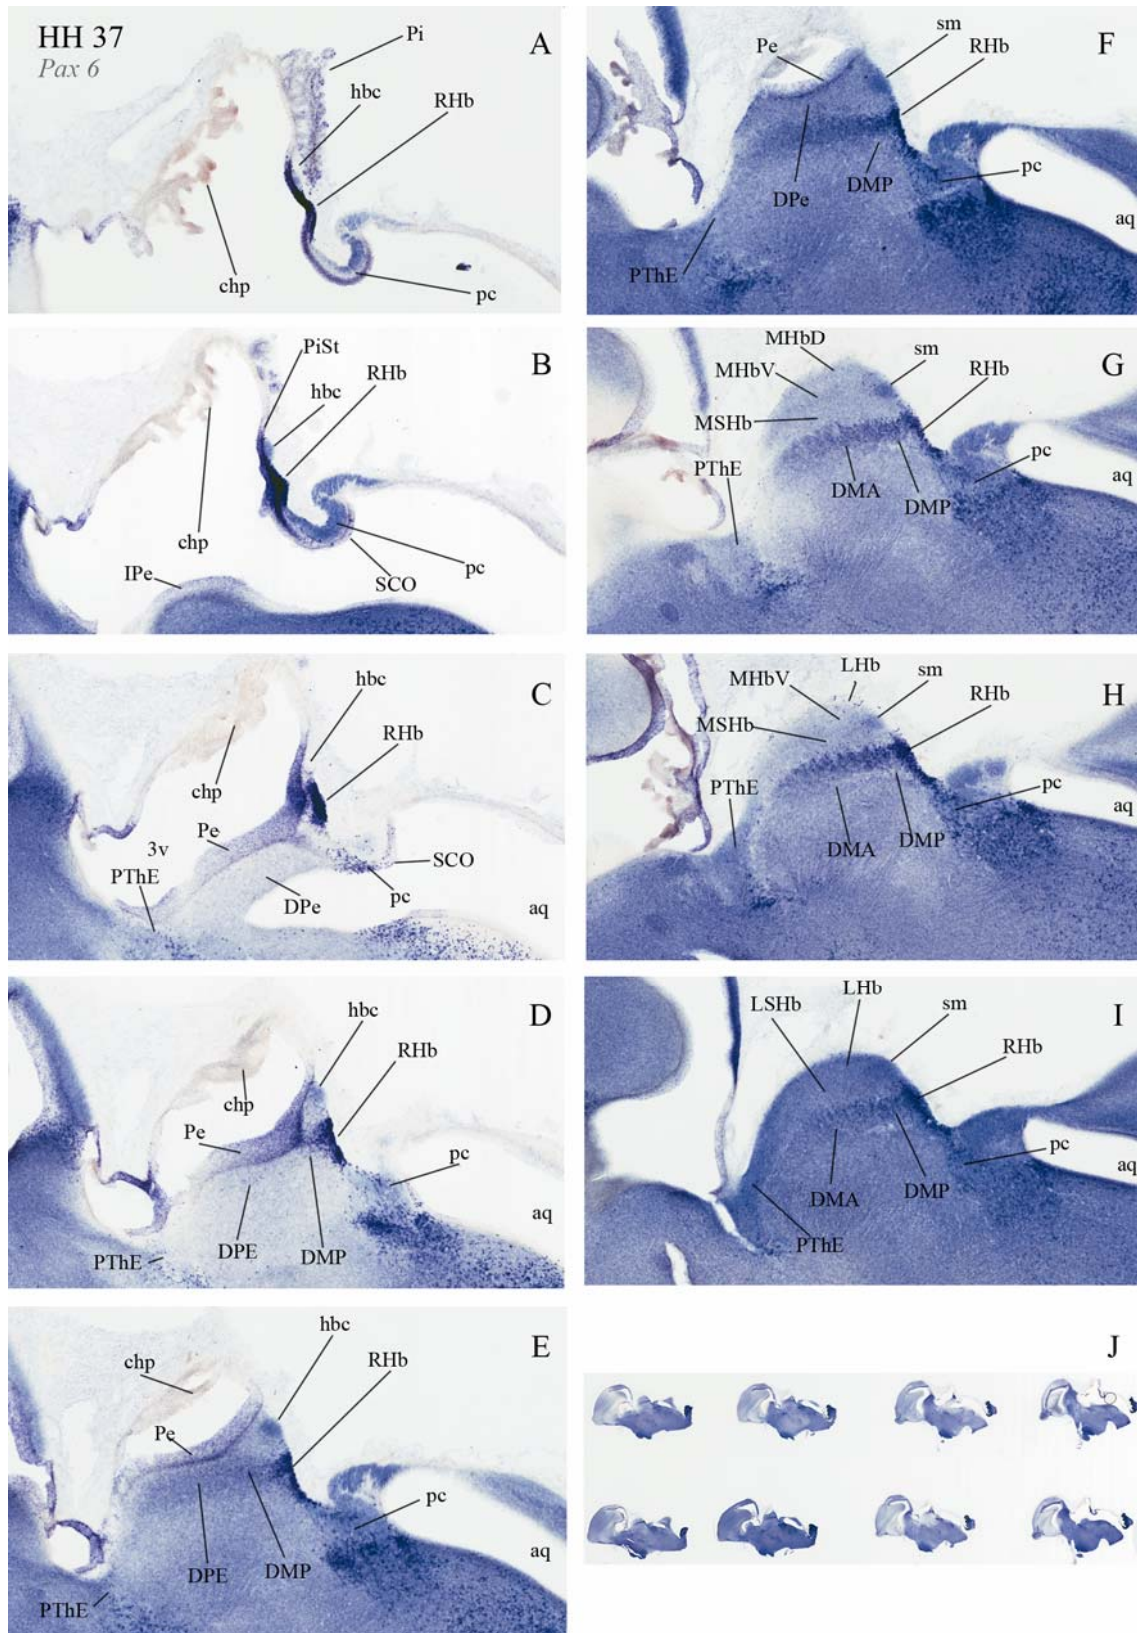 HH 37
Pax 6
A
Pi
hbc
RHb
chp
pc
B
PiSt
hbc
RHb
chp
pc
SCO
IPe
C
hbc
RHb
chp
Pe
3v
PThE
SCO
DPe
pc
aq
D
hbc
RHb
chp
Pe
pc
aq
PThE
DPE
DMP
E
hbc
chp
RHb
Pe
pc
aq
DPE
DMP
PThE
F
sm
Pe
RHb
pc
DMP
DPe
aq
PThE
G
MHbD
sm
MHbV
RHb
MSHb
PThE
pc
aq
DMA
DMP
H
LHb
MHbV
sm
RHb
MSHb
PThE
pc
aq
DMP
DMA
I
LHb
LSHb
sm
RHb
pc
aq
DMA
DMP
PThE
J